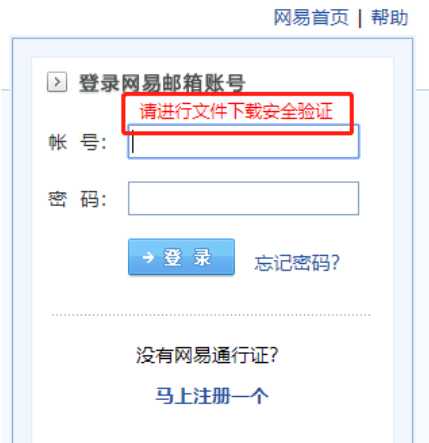 网易首页 | 帮助
登录网易邮箱账号
请进行文件下载安全验证
帐 号：
密 码：
登 录 忘记密码？
没有网易通行证？
马上注册一个